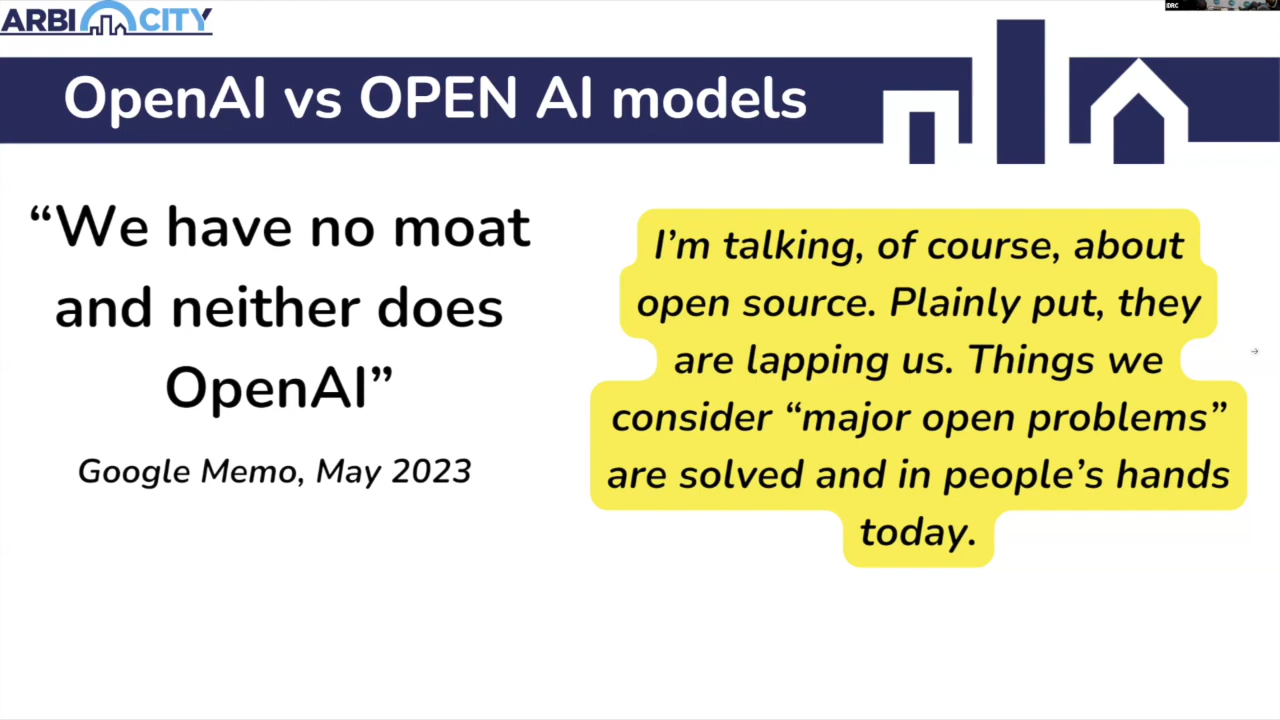 ARBI CITY
IDRC
OpenAI vs OPEN AI models
“We have no moat
and neither does
OpenAI”
Google Memo, May 2023
I’m talking, of course, about
open source. Plainly put, they
are lapping us. Things we
consider “major open problems”
are solved and in people’s hands
today.